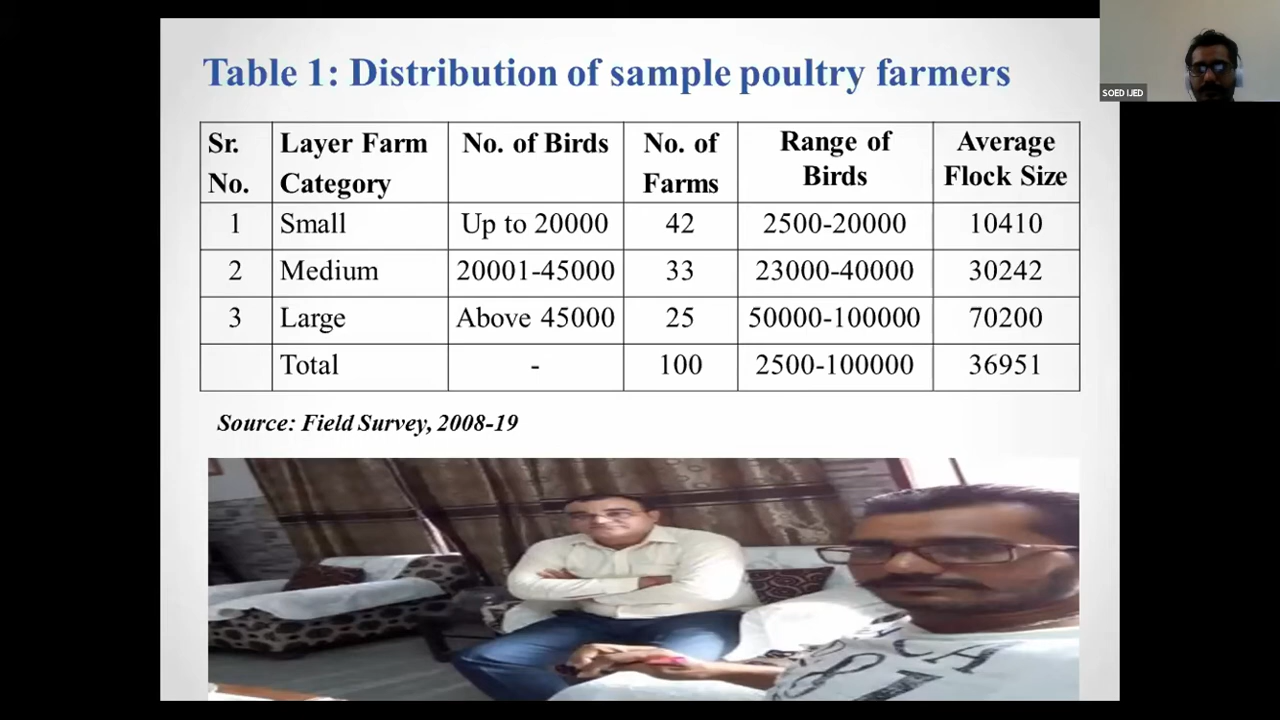 Table 1: Distribution of sample poultry farmers
SOED IJED
Sr. No. Layer Farm Category No. of Birds No. of Farms Range of Birds Average Flock Size
1 Small Up to 20000 42 2500-20000 10410
2 Medium 20001-45000 33 23000-40000 30242
3 Large Above 45000 25 50000-100000 70200
Total - 100 2500-100000 36951
Source: Field Survey, 2008-19